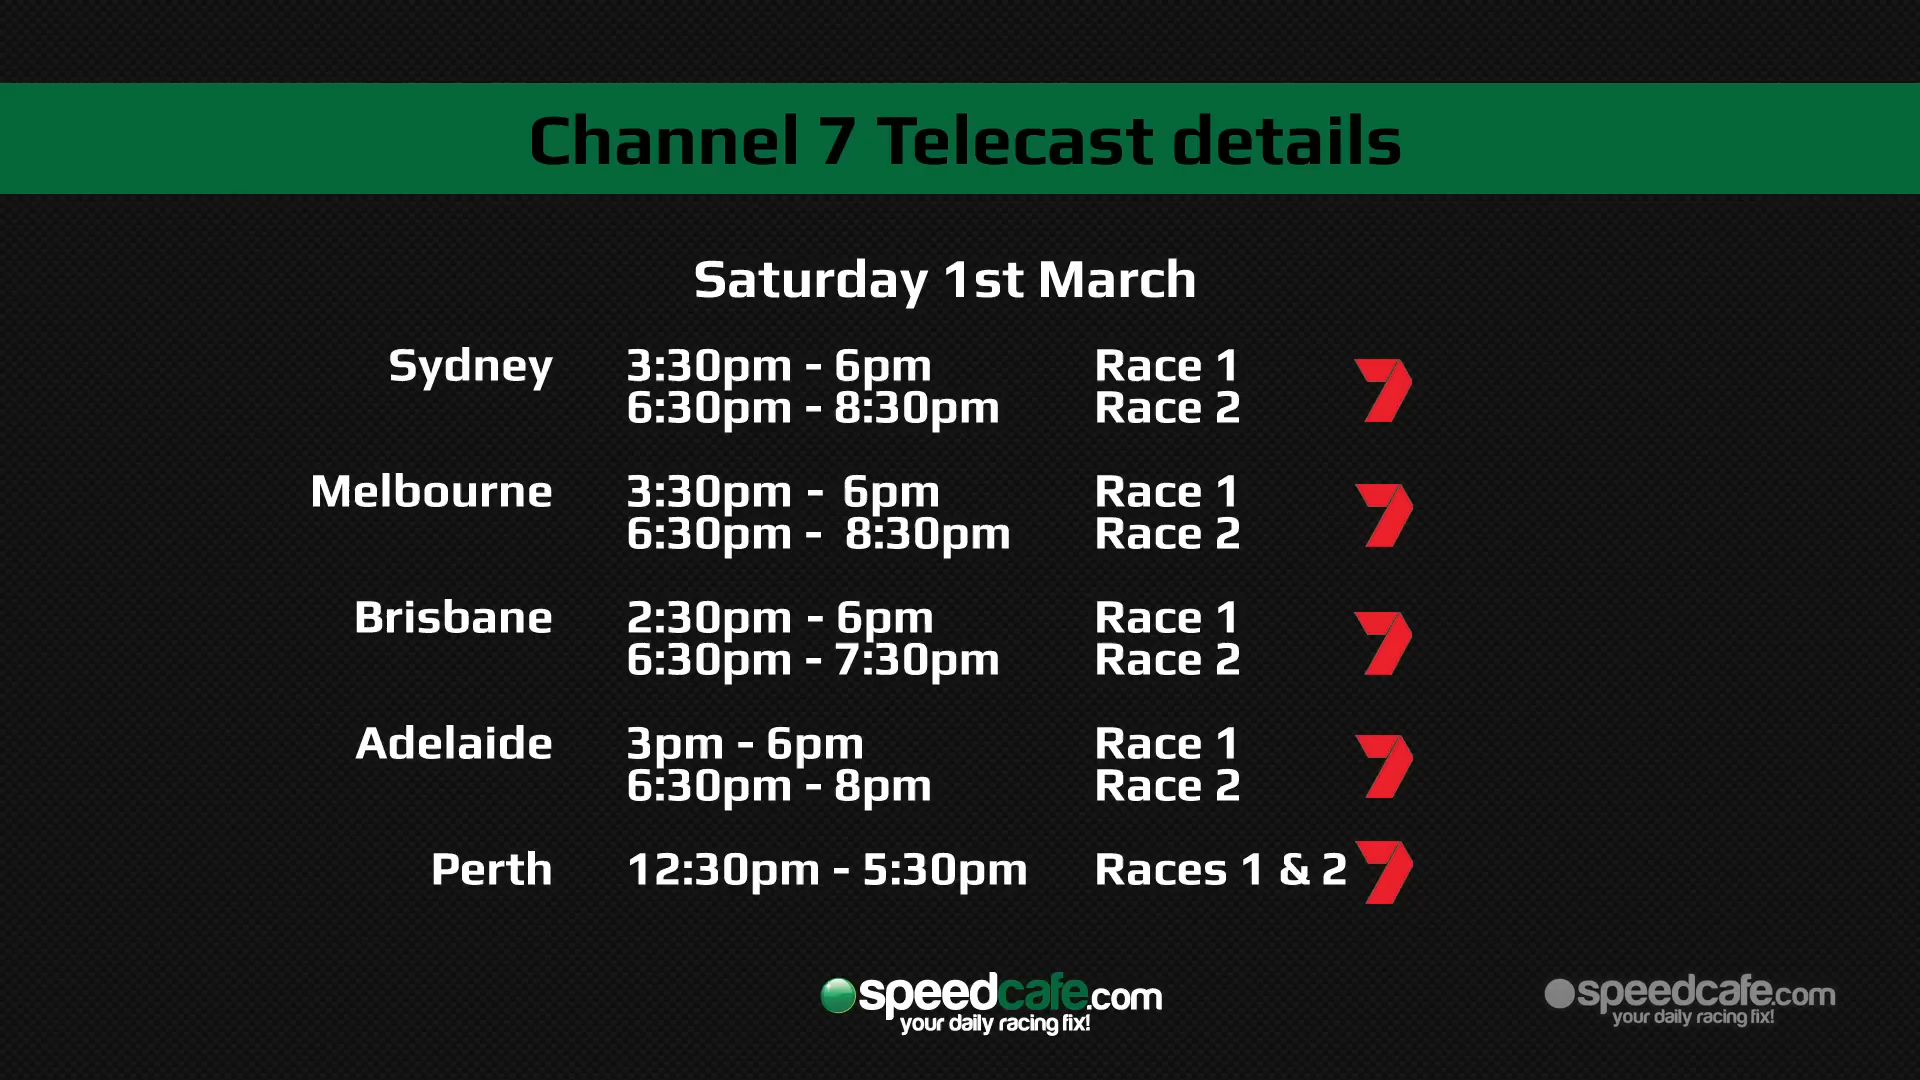 Channel 7 Telecast details
Saturday 1st March
Sydney 3:30pm - 6pm Race 1
6:30pm - 8:30pm Race 2
Melbourne 3:30pm - 6pm Race 1
6:30pm - 8:30pm Race 2
Brisbane 2:30pm - 6pm Race 1
6:30pm - 7:30pm Race 2
Adelaide 3pm - 6pm Race 1
6:30pm - 8pm Race 2
Perth 12:30pm - 5:30pm Races 1 & 2
speedcafe.com
your daily racing fix!
speedcafe.com
your daily racing fix!